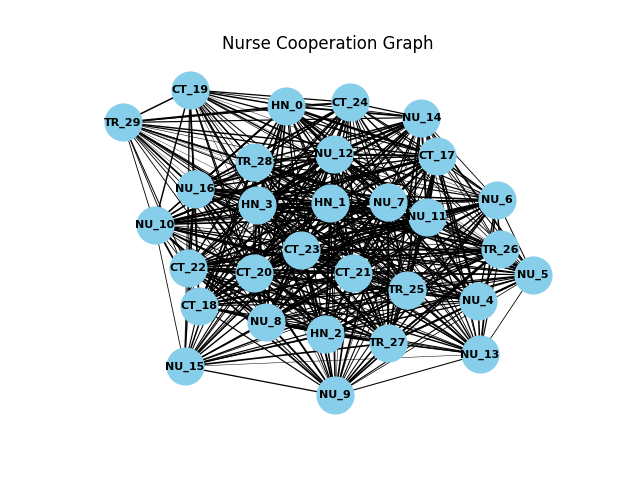 Nurse Cooperation Graph
CT_19
HN_0
CT_24
TR_29
NU_14
NU_12
CT_17
TR_28
NU_16
HN_3
HN_1
NU_7
NU_6
NU_11
NU_10
CT_23
TR_26
CT_22
CT_20
CT_21
NU_5
TR_25
NU_4
CT_18
NU_8
HN_2
TR_27
NU_13
NU_15
NU_9